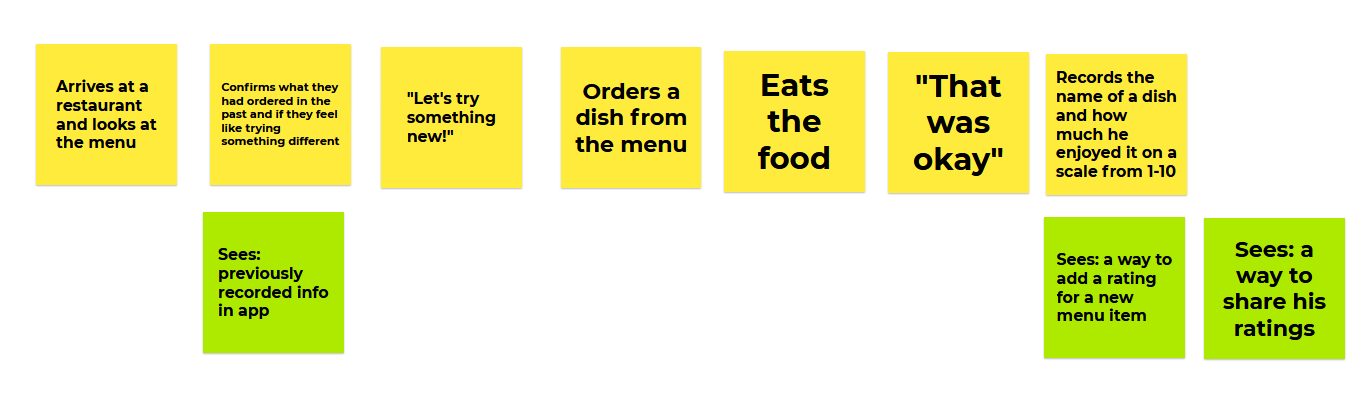 Arrives at a
restaurant
and looks at
the menu
Confirms what they
had ordered in the
past and if they feel
like trying
something different
"Let's try
something
new!"
Orders a
dish from
the menu
Eats
the
food
"That
was
okay"
Records the
name of a dish
and how
much he
enjoyed it on a
scale from 1-10
Sees:
previously
recorded info
in app
Sees: a way to
add a rating
for a new
menu item
Sees: a
way to
share his
ratings